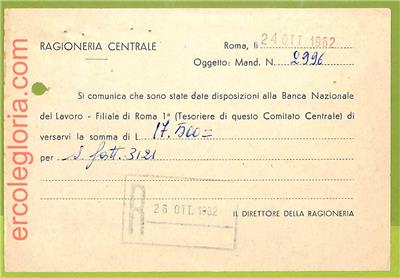 RAGIONERIA CENTRALE
Roma, lì 24 OTT 1962
Oggetto: Mand. N. 2996
Si comunica che sono state date disposizioni alla Banca Nazionale
del Lavoro - Filiale di Roma 1ª (Tesoriere di questo Comitato Centrale) di
versarvi la somma di L. 17.500=
per S. fatt. 3121
R 26 OTT. 1962
IL DIRETTORE DELLA RAGIONERIA
ercolegloria.com